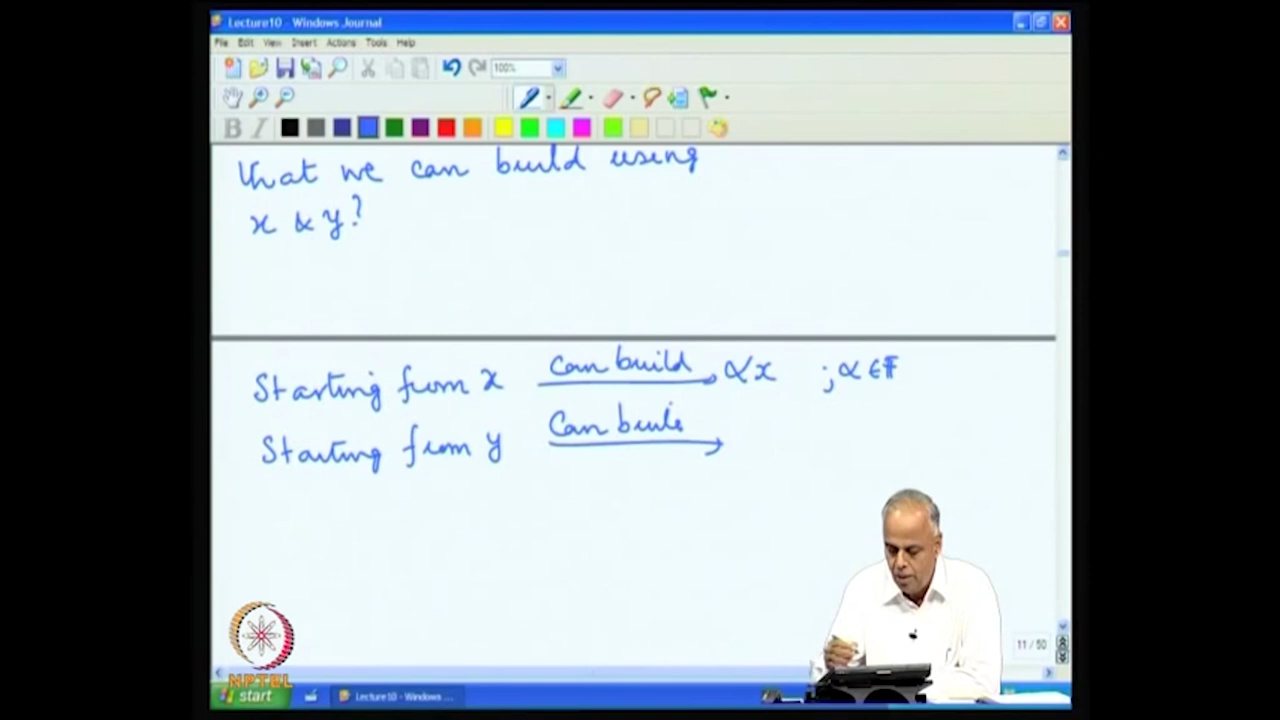 Lecture10 - Windows Journal
File Edit View Insert Actions Tools Help
100%
B I
What we can build using
x & y?
Starting from x can build αx ; α ∈ F
Starting from y can build
11 / 50
NPTEL
start Lecture10 - Windows ...